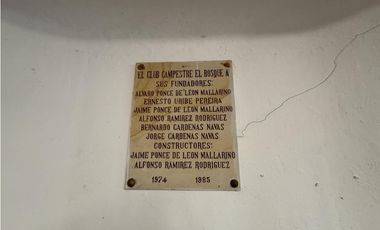 EL CLUB CAMPESTRE EL BOSQUE A
SUS FUNDADORES:
ALVARO PONCE DE LEON MALLARINO
ERNESTO URIBE PEREIRA
JAIME PONCE DE LEON MALLARINO
ALFONSO RAMIREZ RODRIGUEZ
BERNARDO CARDENAS NAVAS
JORGE CARDENAS NAVAS
CONSTRUCTORES:
JAIME PONCE DE LEON MALLARINO
ALFONSO RAMIREZ RODRIGUEZ
1974 1985